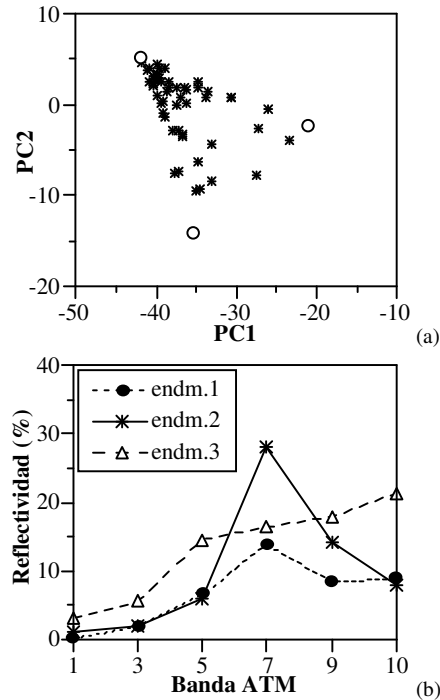 10
0
-10
-20
PC2
-50 -40 -30 -20 -10
PC1
(a)
40
30
20
10
0
Reflectividad (%)
endm.1
endm.2
endm.3
1 3 5 7 9 10
Banda ATM
(b)